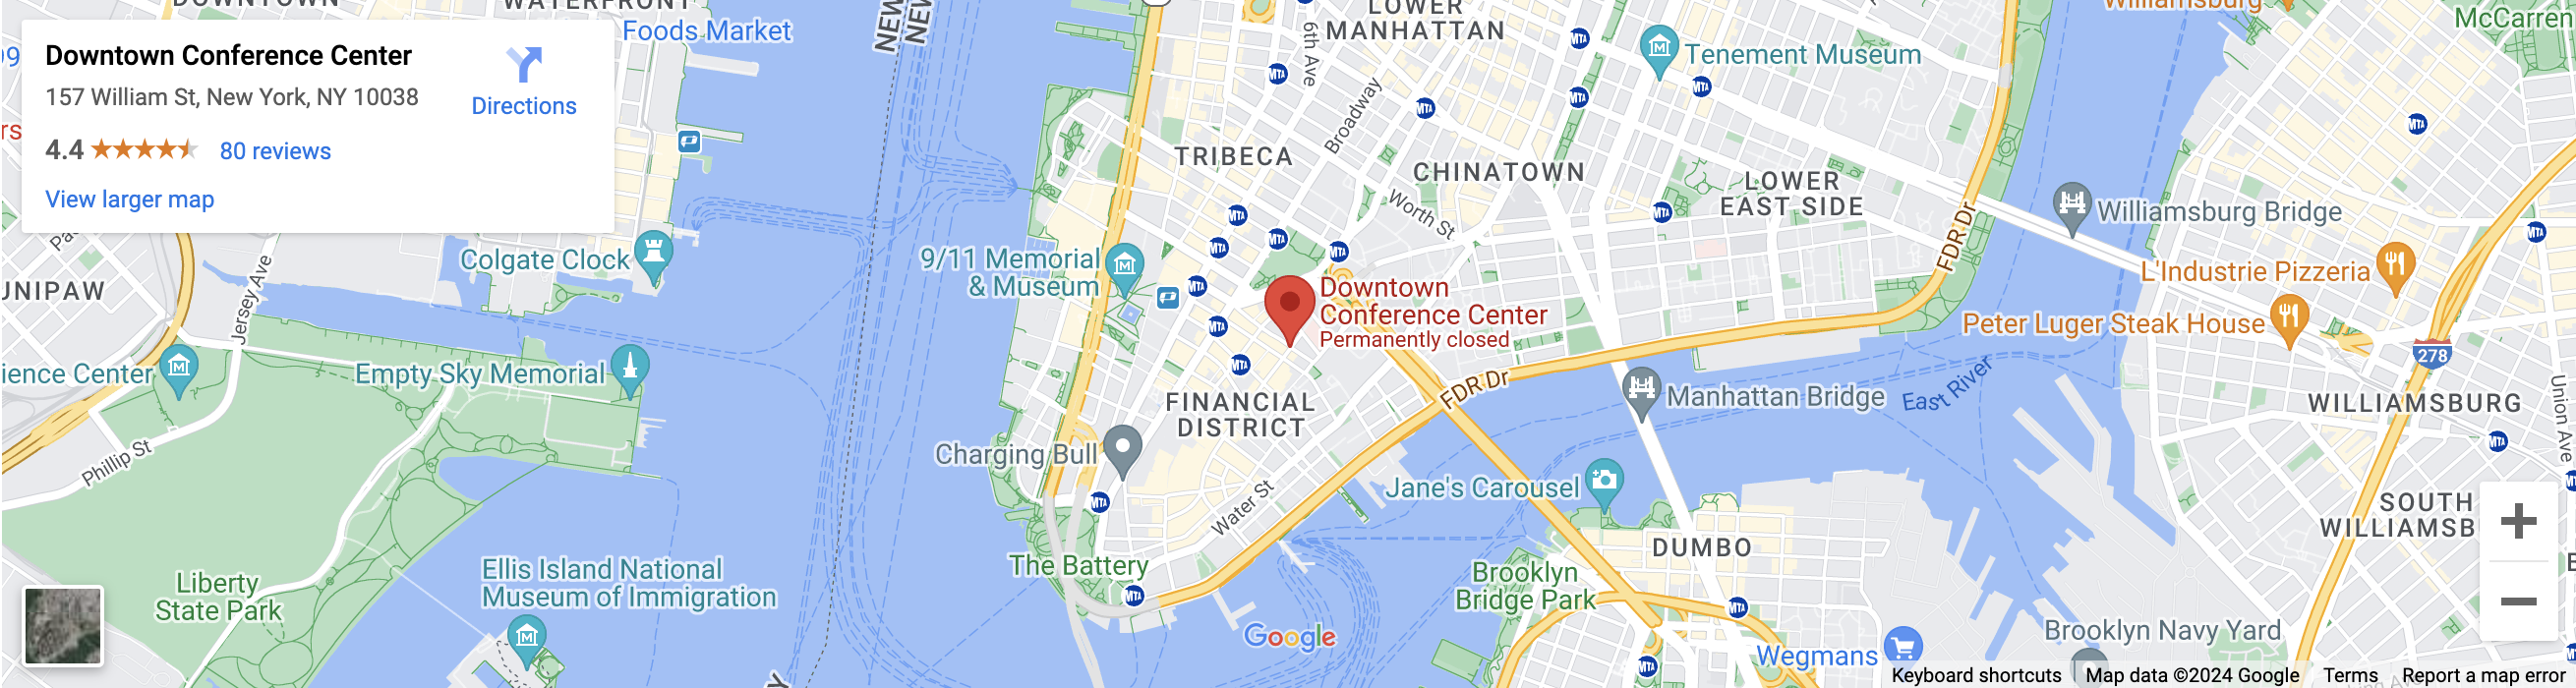 DOWNTOWN
WATERFRONT
Foods Market
NEW
NEW
LOWER
MANHATTAN
6th Ave
Williamsburg
McCarren
Downtown Conference Center
157 William St, New York, NY 10038
4.4
80 reviews
View larger map
Directions
Tenement Museum
Broadway
TRIBECA
CHINATOWN
Worth St
LOWER
EAST SIDE
FDR Dr
Williamsburg Bridge
Colgate Clock
9/11 Memorial
& Museum
L'Industrie Pizzeria
Peter Luger Steak House
UNIPAW
Jersey Ave
Downtown
Conference Center
Permanently closed
278
ience Center
Empty Sky Memorial
FDR Dr
Manhattan Bridge
East River
WILLIAMSBURG
Union Ave
FINANCIAL
DISTRICT
Phillip St
Charging Bull
Water St
Jane's Carousel
SOUTH
WILLIAMSB
DUMBO
The Battery
Ellis Island National
Museum of Immigration
Liberty
State Park
Brooklyn
Bridge Park
Google
Wegmans
Brooklyn Navy Yard
Keyboard shortcuts
Map data ©2024 Google
Terms
Report a map error